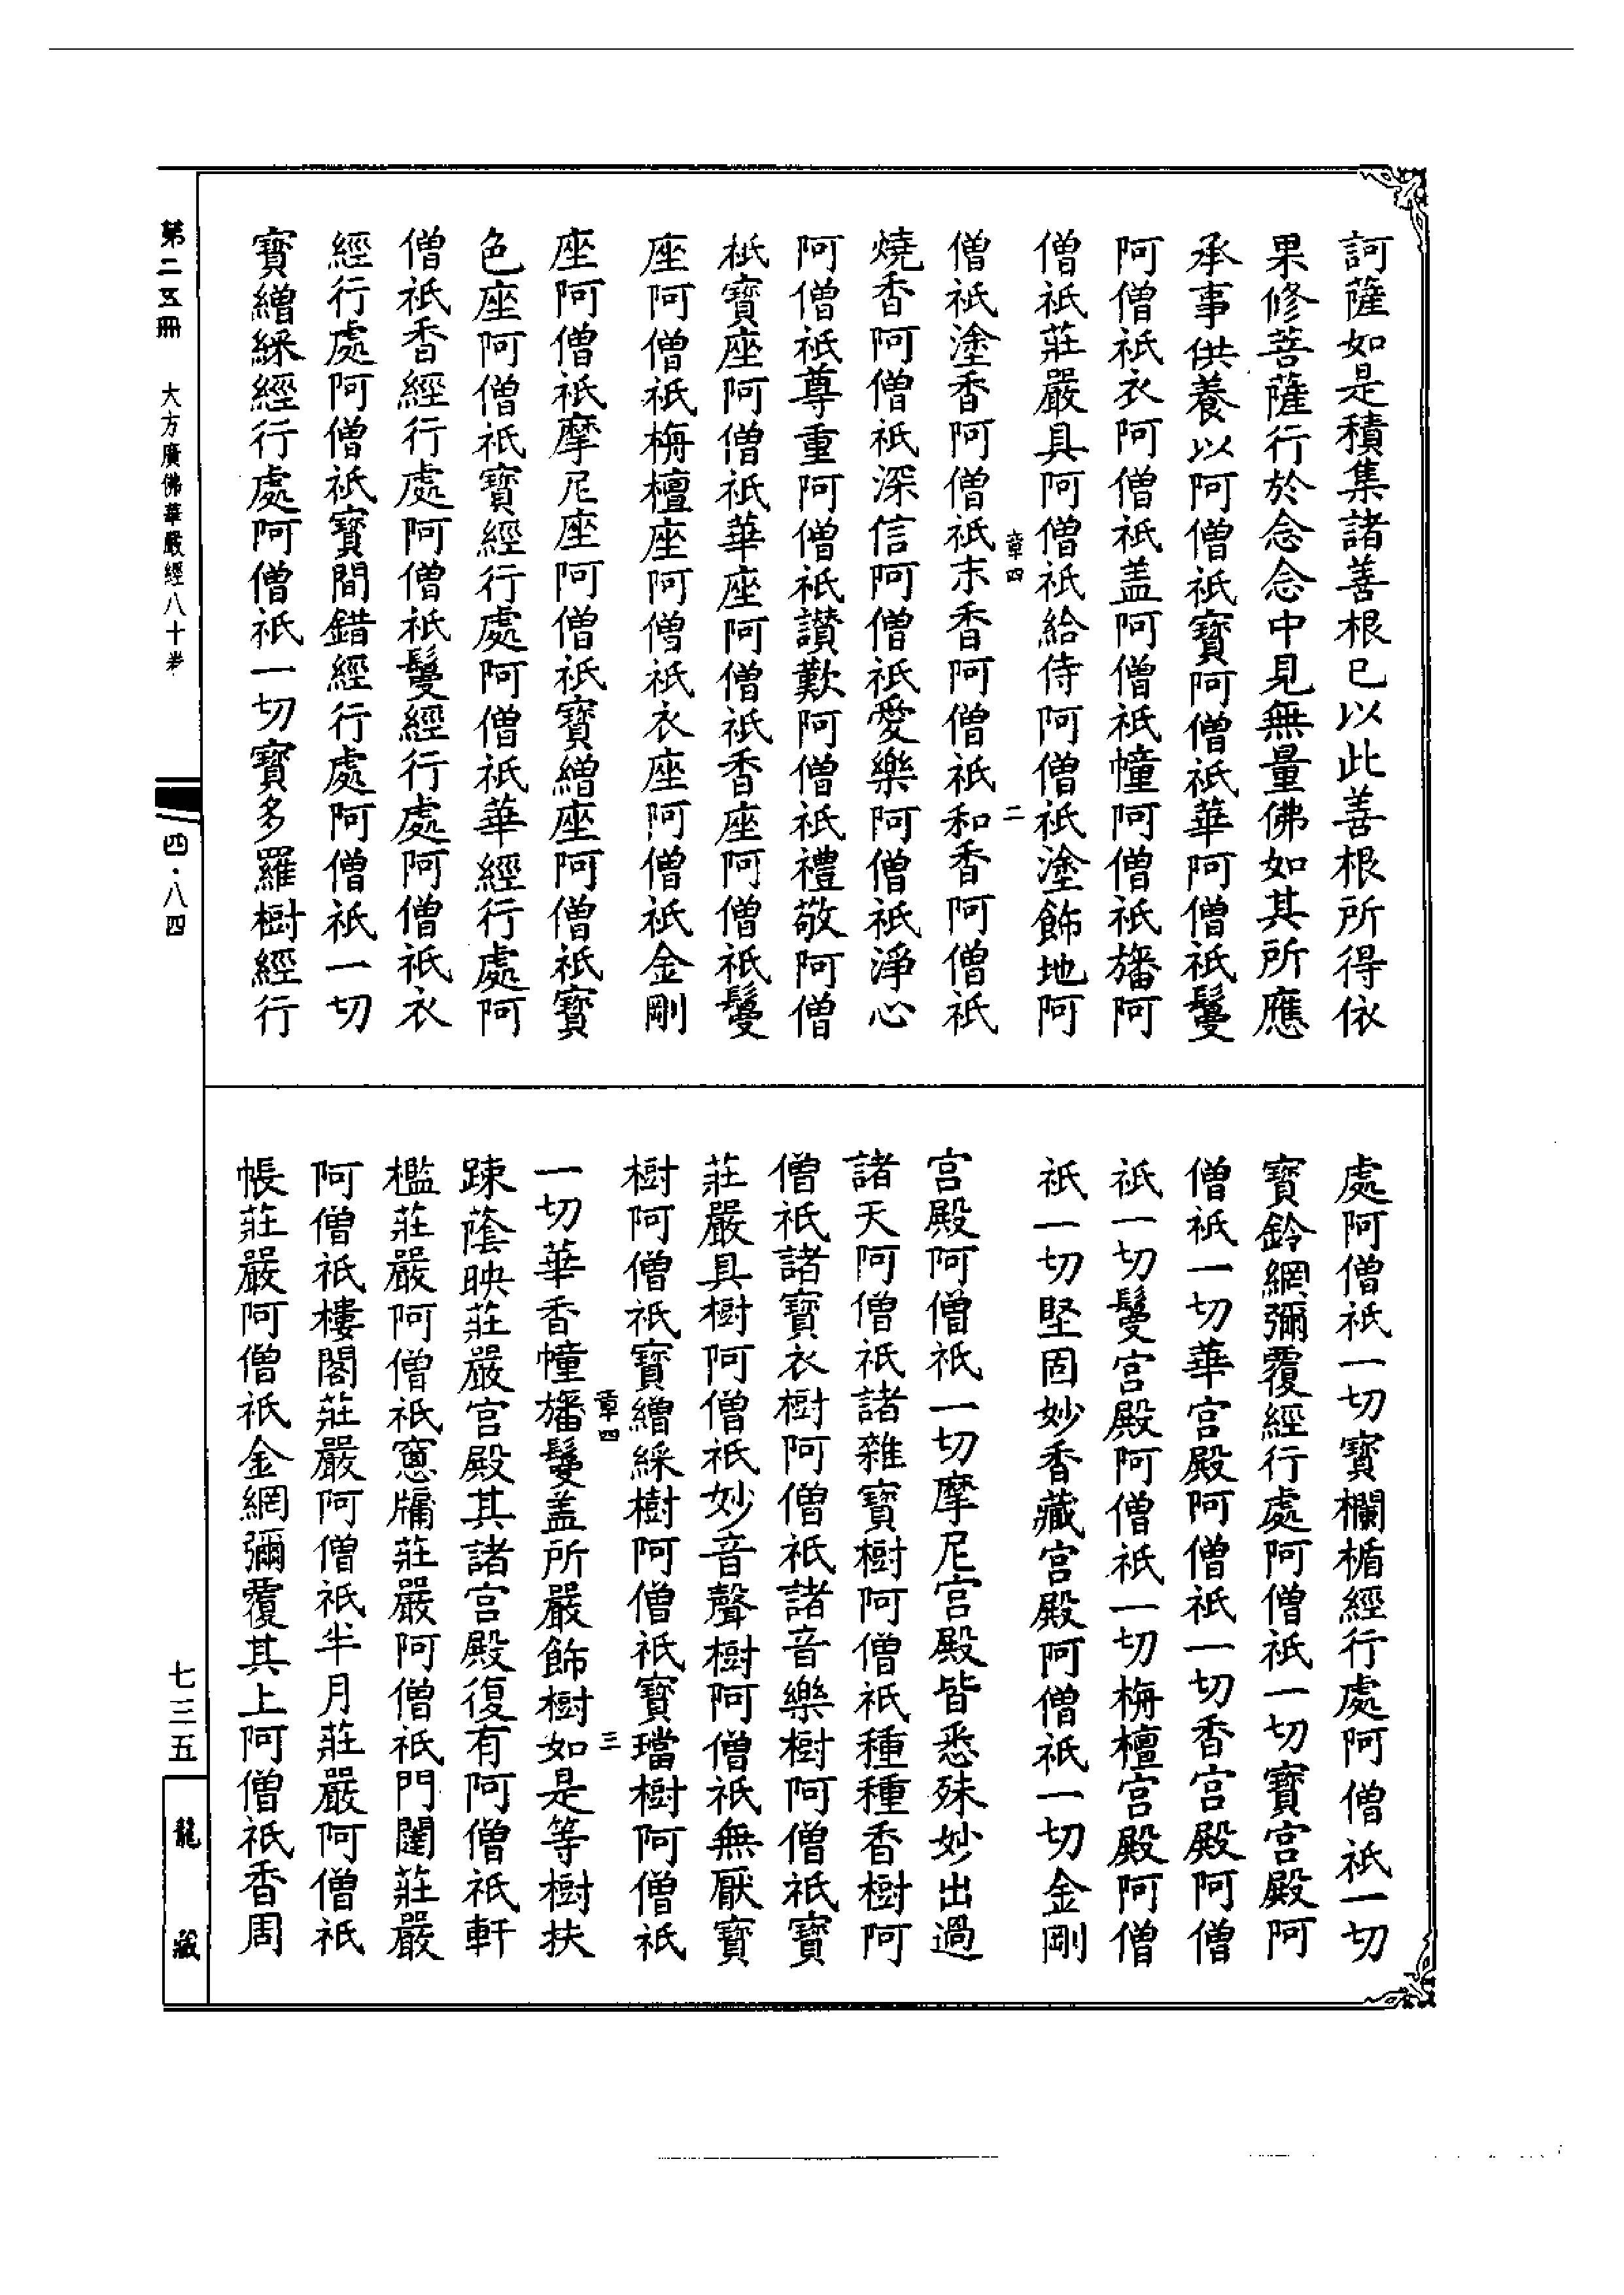 訶薩如是積集諸善根已以此善根所得依
果修菩薩行於念念中見無量佛如其所應
承事供養以阿僧祇寶阿僧祇華阿僧祇鬘
阿僧祇衣阿僧祇盖阿僧祇幢阿僧祇旛阿
僧祇莊嚴具阿僧祇給侍阿僧祇塗飾地阿
章四 二
僧祇塗香阿僧祇末香阿僧祇和香阿僧祇
燒香阿僧祇深信阿僧祇愛樂阿僧祇淨心
阿僧祇尊重阿僧祇讃歎阿僧祇禮敬阿僧
祇寶座阿僧祇華座阿僧祇香座阿僧祇鬘
座阿僧祇栴檀座阿僧祇衣座阿僧祇金剛
座阿僧祇摩尼座阿僧祇寶繒座阿僧祇寶
色座阿僧祇寶經行處阿僧祇華經行處阿
僧祇香經行處阿僧祇鬘經行處阿僧祇衣
經行處阿僧祇寶間錯經行處阿僧祇一切
寶繒綵經行處阿僧祇一切寶多羅樹經行
處阿僧祇一切寶欄楯經行處阿僧祇一切
寶鈴網彌覆經行處阿僧祇一切寶宮殿阿
僧祇一切華宮殿阿僧祇一切香宮殿阿僧
祇一切鬘宮殿阿僧祇一切栴檀宮殿阿僧
祇一切堅固妙香藏宮殿阿僧祇一切金剛
宮殿阿僧祇一切摩尼宮殿皆悉殊妙出過
諸天阿僧祇諸雜寶樹阿僧祇種種香樹阿
僧祇諸寶衣樹阿僧祇諸音樂樹阿僧祇寶
莊嚴具樹阿僧祇妙音聲樹阿僧祇無厭寶
樹阿僧祇寶繒綵樹阿僧祇寶璫樹阿僧祇
章四 三
一切華香幢旛鬘盖所嚴飾樹如是等樹扶
踈蔭映莊嚴宮殿其諸宮殿復有阿僧祇軒
檻莊嚴阿僧祇窻牖莊嚴阿僧祇門闥莊嚴
阿僧祇樓閣莊嚴阿僧祇半月莊嚴阿僧祇
帳莊嚴阿僧祇金網彌覆其上阿僧祇香周
第二五冊 大方廣佛華嚴經八十卷 四·八四 七三五 龍藏